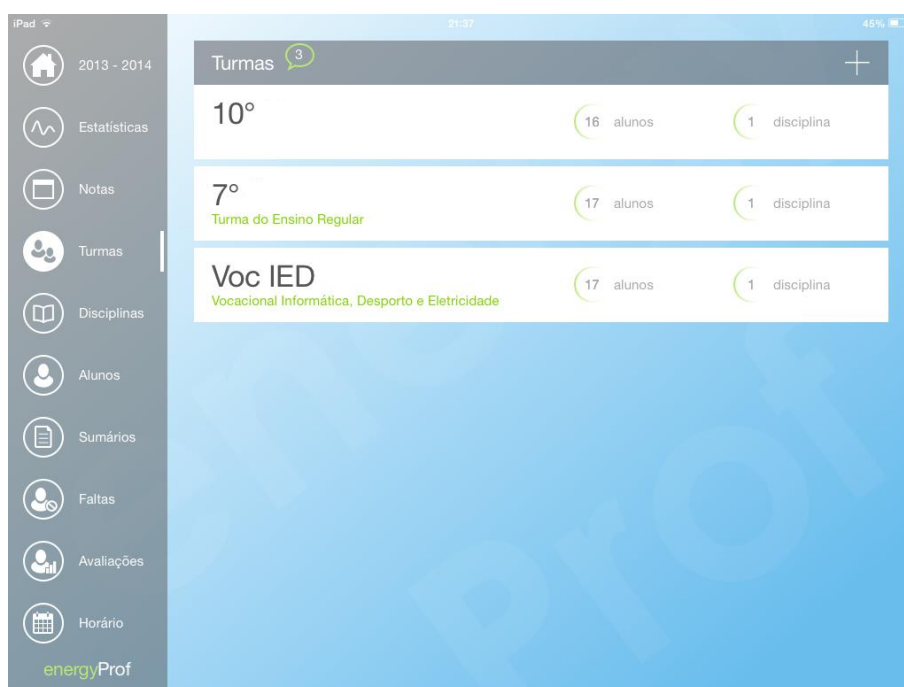 iPad 21:37 45%
2013 - 2014
Estatísticas
Notas
Turmas
Disciplinas
Alunos
Sumários
Faltas
Avaliações
Horário
energyProf
Turmas 3
10° 16 alunos 1 disciplina
7° 17 alunos 1 disciplina
Turma do Ensino Regular
Voc IED 17 alunos 1 disciplina
Vocacional Informática, Desporto e Eletricidade
energy
Prof